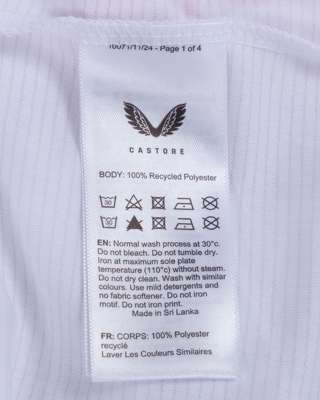 10071/11/24 - Page 1 of 4
CASTORE
BODY: 100% Recycled Polyester
30
30
EN: Normal wash process at 30°c.
Do not bleach. Do not tumble dry.
Iron at maximum sole plate
temperature (110°c) without steam.
Do not dry clean. Wash with similar
colours. Use mild detergents and
no fabric softener. Do not iron
motif. Do not iron print.
Made in Sri Lanka
FR: CORPS: 100% Polyester
recyclé
Laver Les Couleurs Similaires